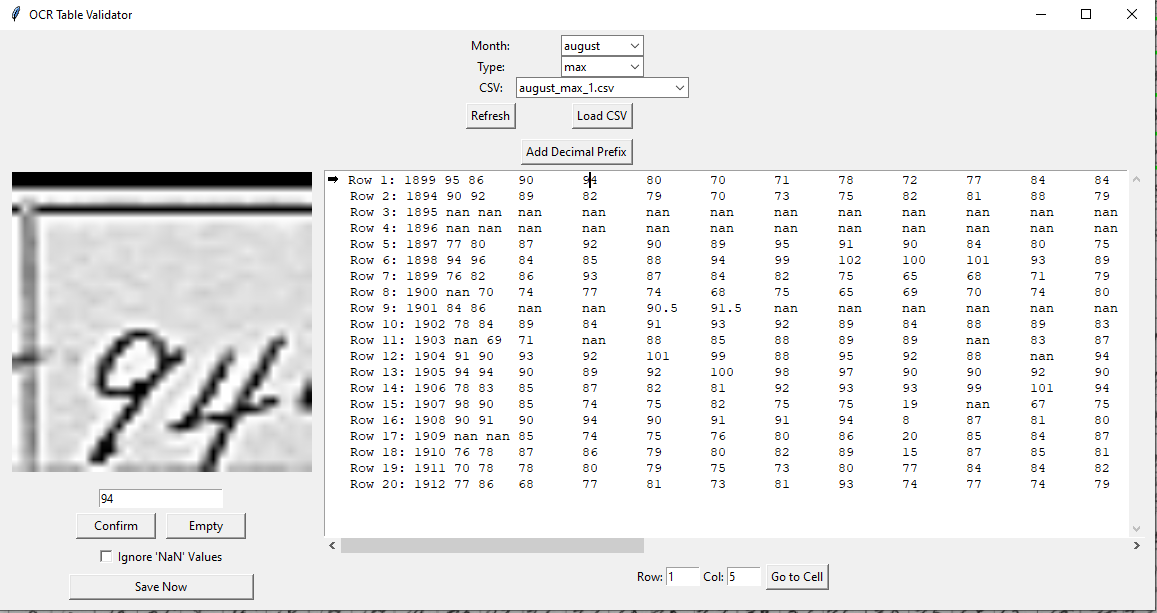 OCR Table Validator
Month: august
Type: max
CSV: august_max_1.csv
Refresh Load CSV
Add Decimal Prefix
94
➡ Row 1: 1899 95 86 90 94 80 70 71 78 72 77 84 84
Row 2: 1894 90 92 89 82 79 70 73 75 82 81 88 79
Row 3: 1895 nan nan nan nan nan nan nan nan nan nan nan nan
Row 4: 1896 nan nan nan nan nan nan nan nan nan nan nan nan
Row 5: 1897 77 80 87 92 90 89 95 91 90 84 80 75
Row 6: 1898 94 96 84 85 88 94 99 102 100 101 93 89
Row 7: 1899 76 82 86 93 87 84 82 75 65 68 71 79
Row 8: 1900 nan 70 74 77 74 68 75 65 69 70 74 80
Row 9: 1901 84 86 nan nan 90.5 91.5 nan nan nan nan nan nan
Row 10: 1902 78 84 89 84 91 93 92 89 84 88 89 83
Row 11: 1903 nan 69 71 nan 88 85 88 89 89 nan 83 87
Row 12: 1904 91 90 93 92 101 99 88 95 92 88 nan 94
Row 13: 1905 94 94 90 89 92 100 98 97 90 90 92 90
Row 14: 1906 78 83 85 87 82 81 92 93 93 99 101 94
Row 15: 1907 98 90 85 74 75 82 75 75 19 nan 67 75
Row 16: 1908 90 91 90 94 90 91 91 94 8 87 81 80
Row 17: 1909 nan nan 85 74 75 76 80 86 20 85 84 87
Row 18: 1910 76 78 87 86 79 80 82 89 15 87 85 81
Row 19: 1911 70 78 78 80 79 75 73 80 77 84 84 82
Row 20: 1912 77 86 68 77 81 73 81 93 74 77 74 79
94
Confirm Empty
Ignore 'NaN' Values
Save Now
Row: 1 Col: 5 Go to Cell